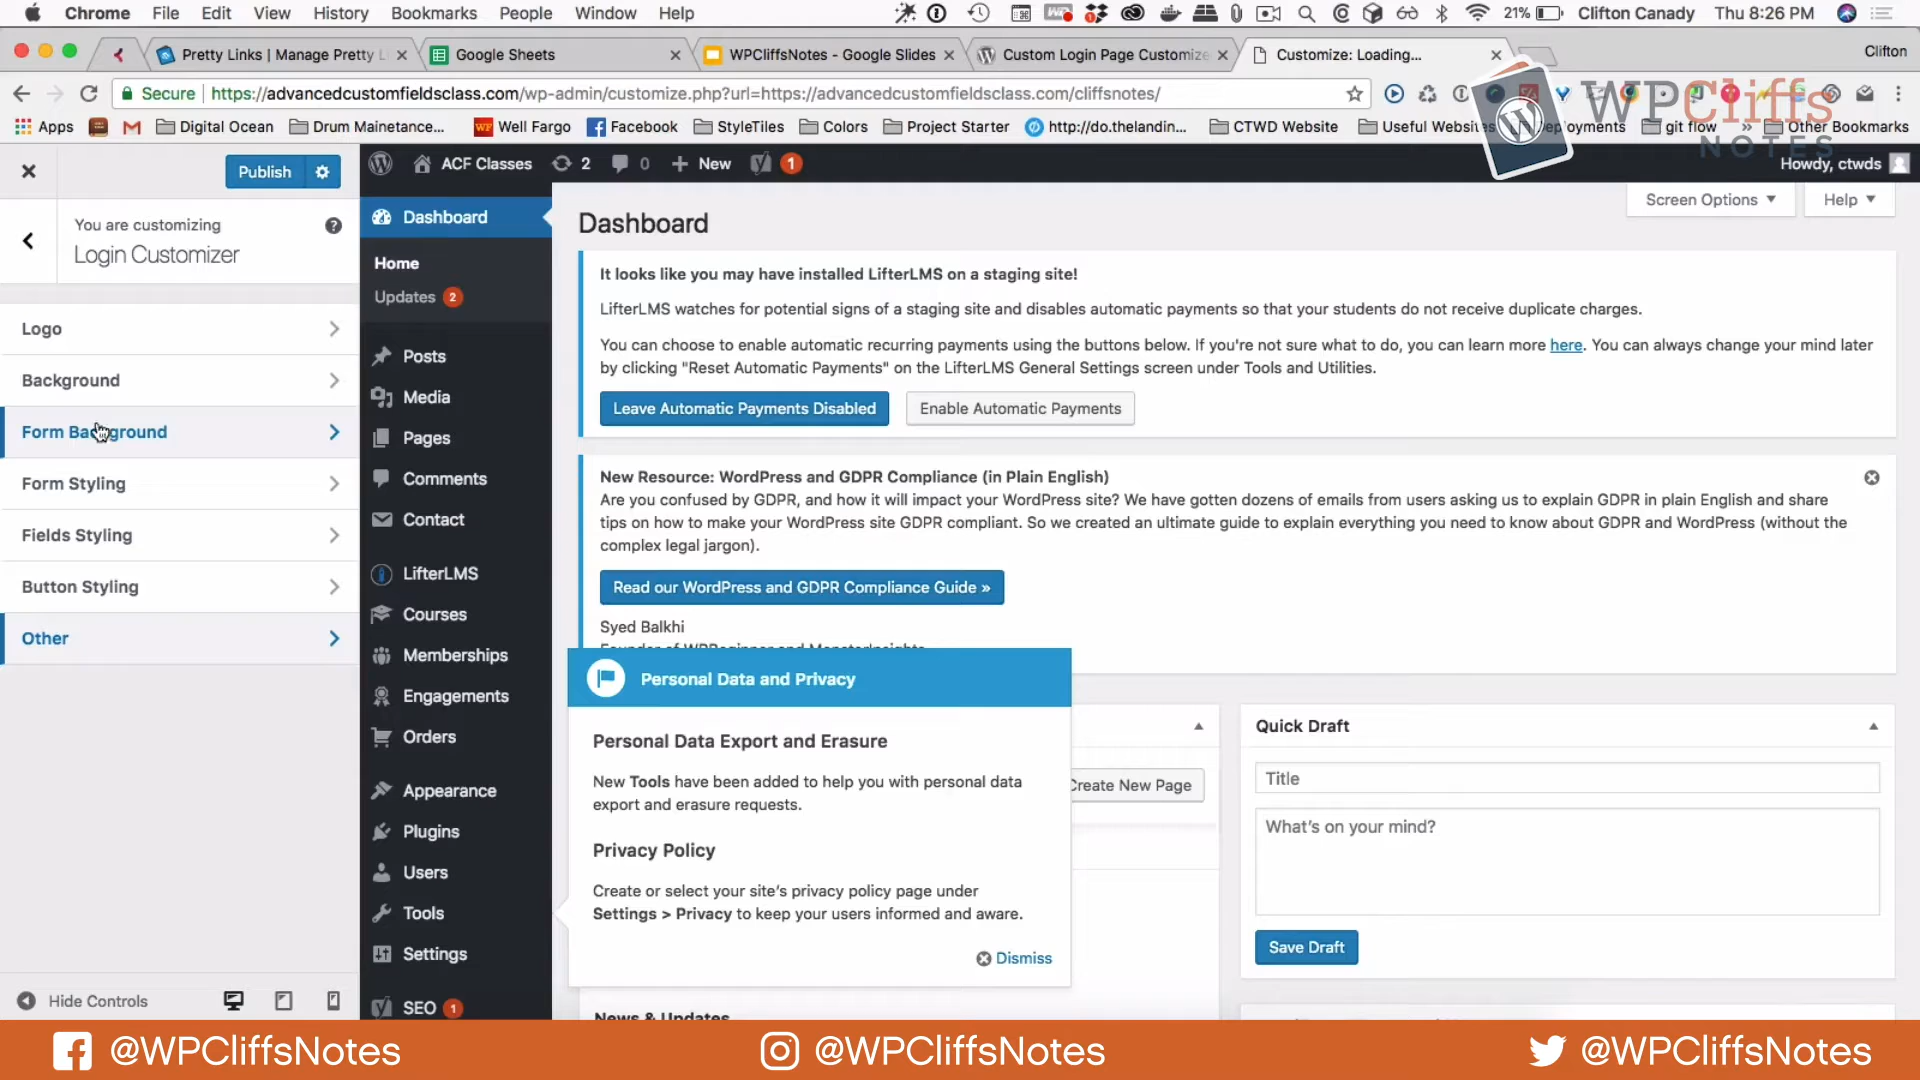 Chrome File Edit View History Bookmarks People Window Help 21% Clifton Canady Thu 8:26 PM
Pretty Links | Manage Pretty L Google Sheets WPCliffsNotes - Google Slides Custom Login Page Customize Customize: Loading... Clifton
Secure https://advancedcustomfieldsclass.com/wp-admin/customize.php?url=https://advancedcustomfieldsclass.com/cliffsnotes/
WPCliffs
NOTES
Apps Digital Ocean Drum Mainetance... Well Fargo Facebook StyleTiles Colors Project Starter http://do.thelandin... CTWD Website Useful Websites Deployments git flow » Other Bookmarks
Publish
ACF Classes 2 0 New 1 Howdy, ctwds
You are customizing
Login Customizer
Logo
Background
Form Background
Form Styling
Fields Styling
Button Styling
Other
Hide Controls
Dashboard
Home
Updates 2
Posts
Media
Pages
Comments
Contact
LifterLMS
Courses
Memberships
Engagements
Orders
Appearance
Plugins
Users
Tools
Settings
SEO 1
Screen Options Help
Dashboard
It looks like you may have installed LifterLMS on a staging site!
LifterLMS watches for potential signs of a staging site and disables automatic payments so that your students do not receive duplicate charges.
You can choose to enable automatic recurring payments using the buttons below. If you're not sure what to do, you can learn more here. You can always change your mind later
by clicking "Reset Automatic Payments" on the LifterLMS General Settings screen under Tools and Utilities.
Leave Automatic Payments Disabled Enable Automatic Payments
New Resource: WordPress and GDPR Compliance (in Plain English)
Are you confused by GDPR, and how it will impact your WordPress site? We have gotten dozens of emails from users asking us to explain GDPR in plain English and share
tips on how to make your WordPress site GDPR compliant. So we created an ultimate guide to explain everything you need to know about GDPR and WordPress (without the
complex legal jargon).
Read our WordPress and GDPR Compliance Guide »
Syed Balkhi
Founder of WPBeginner and MonsterInsights
Personal Data and Privacy
Personal Data Export and Erasure
New Tools have been added to help you with personal data
export and erasure requests.
Privacy Policy
Create or select your site's privacy policy page under
Settings > Privacy to keep your users informed and aware.
Dismiss
Create New Page
News & Updates
Quick Draft
Title
What's on your mind?
Save Draft
@WPCliffsNotes @WPCliffsNotes @WPCliffsNotes